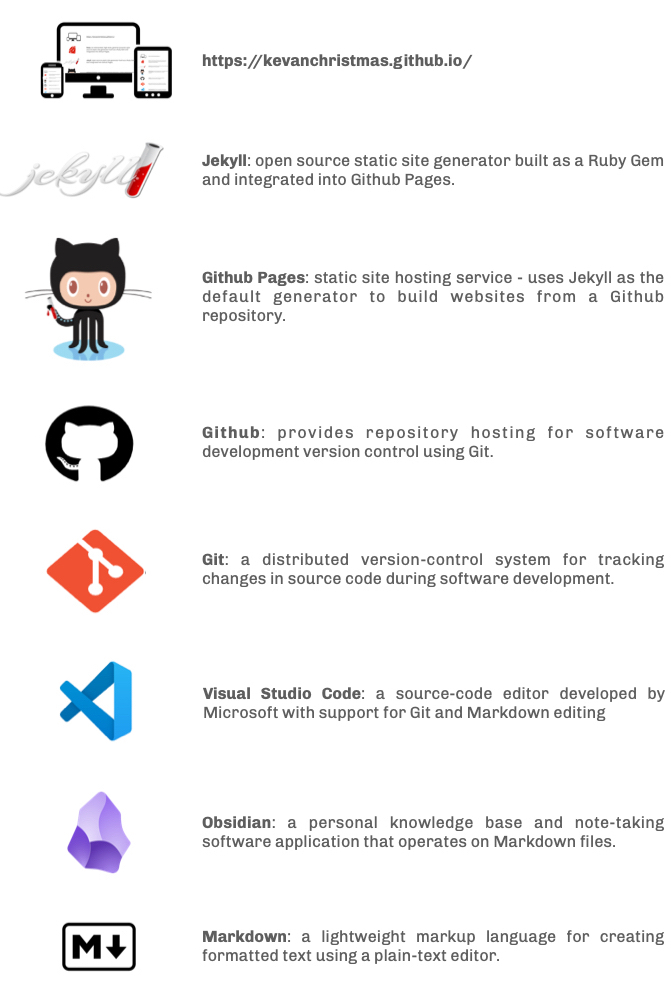 https://kevanchristmas.github.io/
jekyll
Jekyll: open source static site generator built as a Ruby Gem
and integrated into Github Pages.
Github Pages: static site hosting service - uses Jekyll as the
default generator to build websites from a Github
repository.
Github: provides repository hosting for software
development version control using Git.
Git: a distributed version-control system for tracking
changes in source code during software development.
Visual Studio Code: a source-code editor developed by
Microsoft with support for Git and Markdown editing
Obsidian: a personal knowledge base and note-taking
software application that operates on Markdown files.
M
Markdown: a lightweight markup language for creating
formatted text using a plain-text editor.